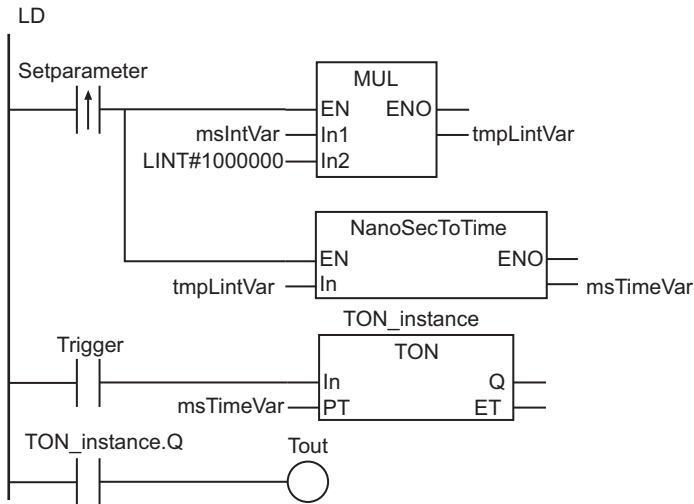 LD
Setparameter
MUL
EN ENO
msIntVar In1 tmpLintVar
LINT#1000000 In2
NanoSecToTime
EN ENO
tmpLintVar In msTimeVar
TON_instance
Trigger TON
In Q
msTimeVar PT ET
TON_instance.Q Tout